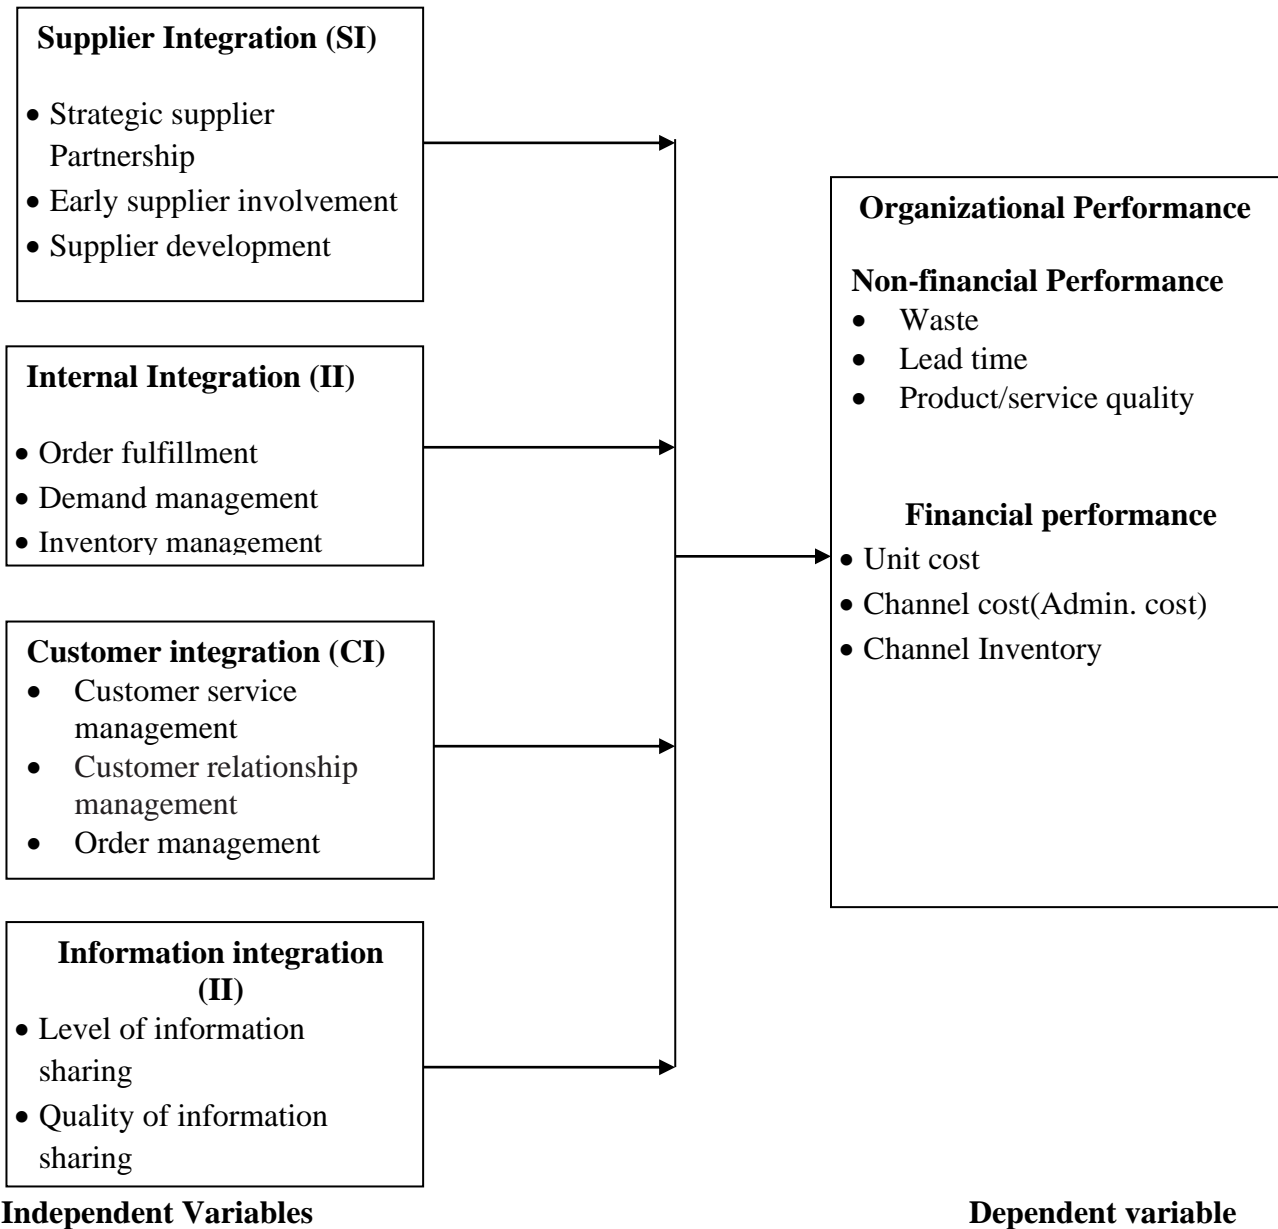 Supplier Integration (SI)
• Strategic supplier
Partnership
• Early supplier involvement
• Supplier development
Internal Integration (II)
• Order fulfillment
• Demand management
• Inventory management
Customer integration (CI)
• Customer service
management
• Customer relationship
management
• Order management
Information integration
(II)
• Level of information
sharing
• Quality of information
sharing
Independent Variables
Organizational Performance
Non-financial Performance
• Waste
• Lead time
• Product/service quality
Financial performance
• Unit cost
• Channel cost(Admin. cost)
• Channel Inventory
Dependent variable